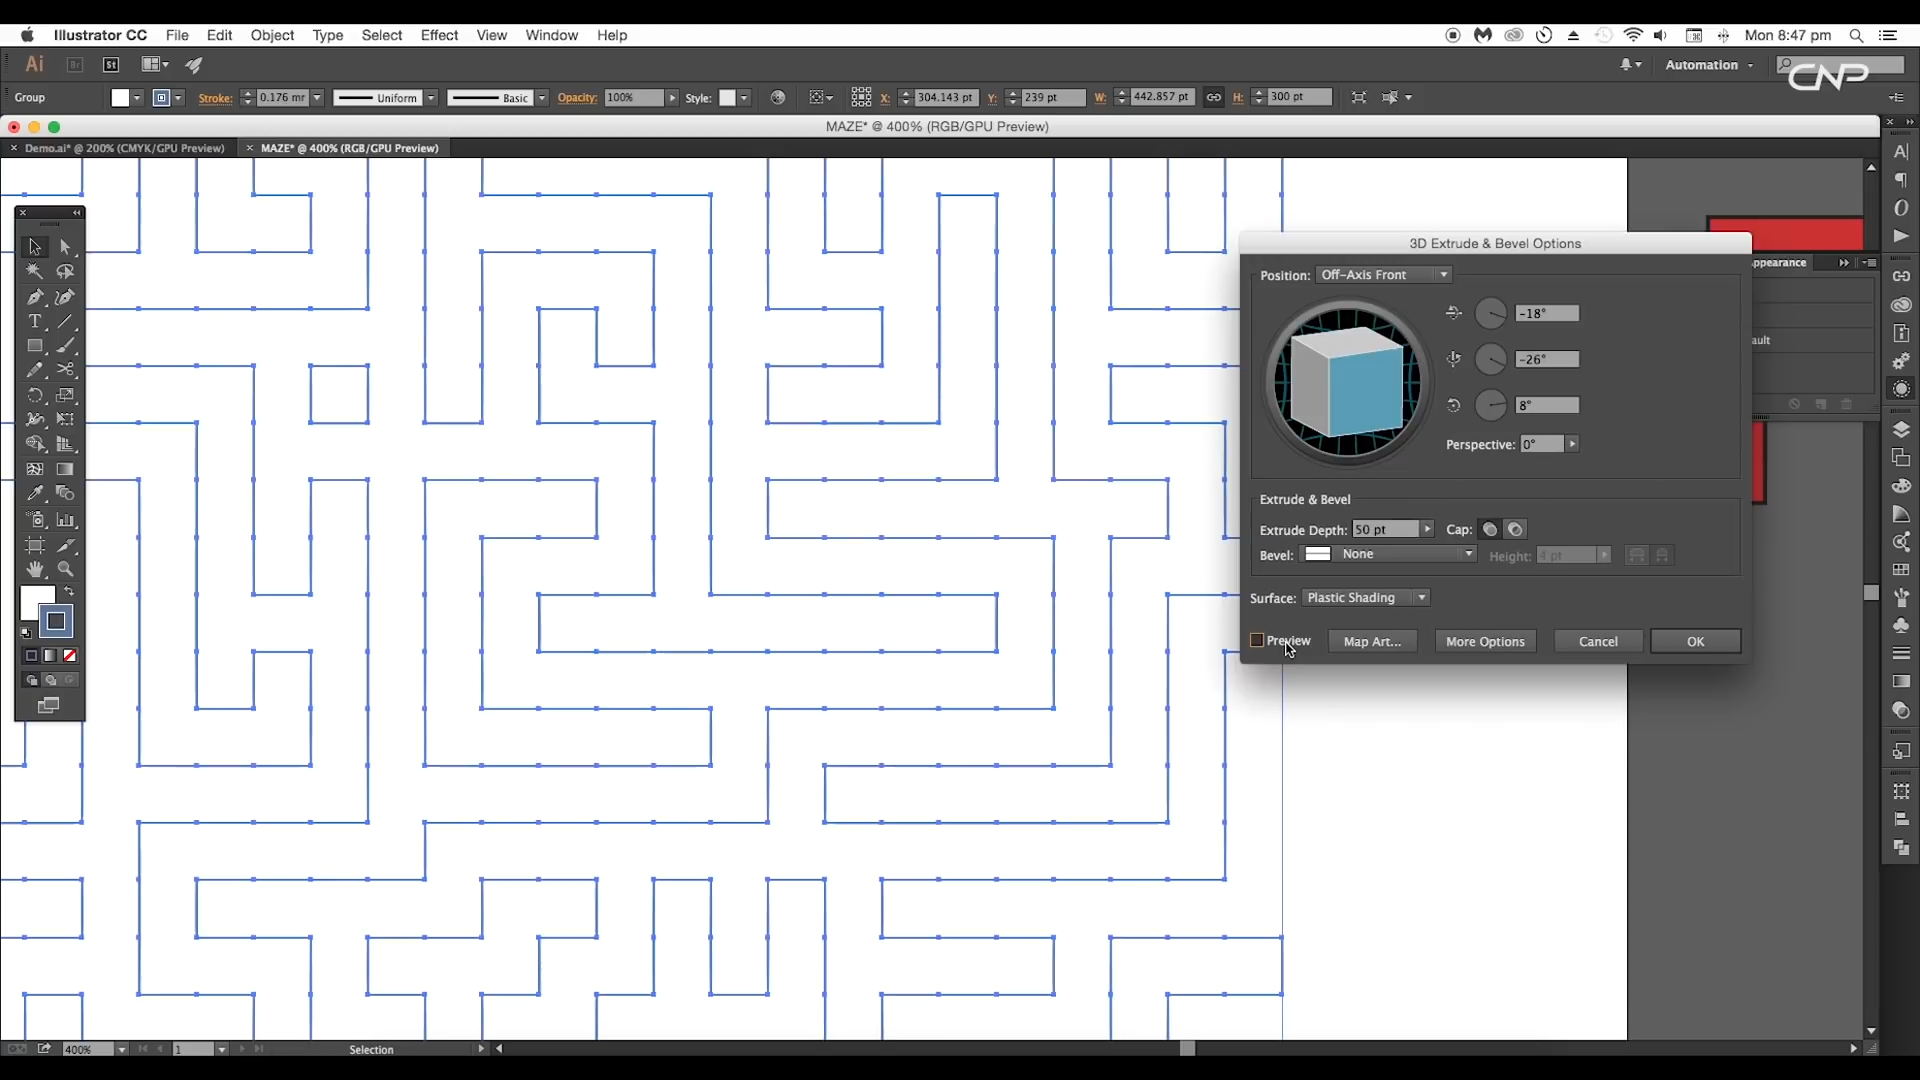 Illustrator CC File Edit Object Type Select Effect View Window Help Mon 8:47 pm
Ai Br St Automation CNP
Group Stroke: 0.176 mr Uniform Basic Opacity: 100% Style: X: 304.143 pt Y: 239 pt W: 442.857 pt H: 300 pt
MAZE* @ 400% (RGB/GPU Preview)
Demo.ai* @ 200% (CMYK/GPU Preview) MAZE* @ 400% (RGB/GPU Preview)
3D Extrude & Bevel Options
ppearance
Position: Off-Axis Front
-18°
ault
-26°
8°
Perspective: 0°
Extrude & Bevel
Extrude Depth: 50 pt Cap:
Bevel: None Height: 4 pt
Surface: Plastic Shading
Preview Map Art... More Options Cancel OK
400% 1 Selection